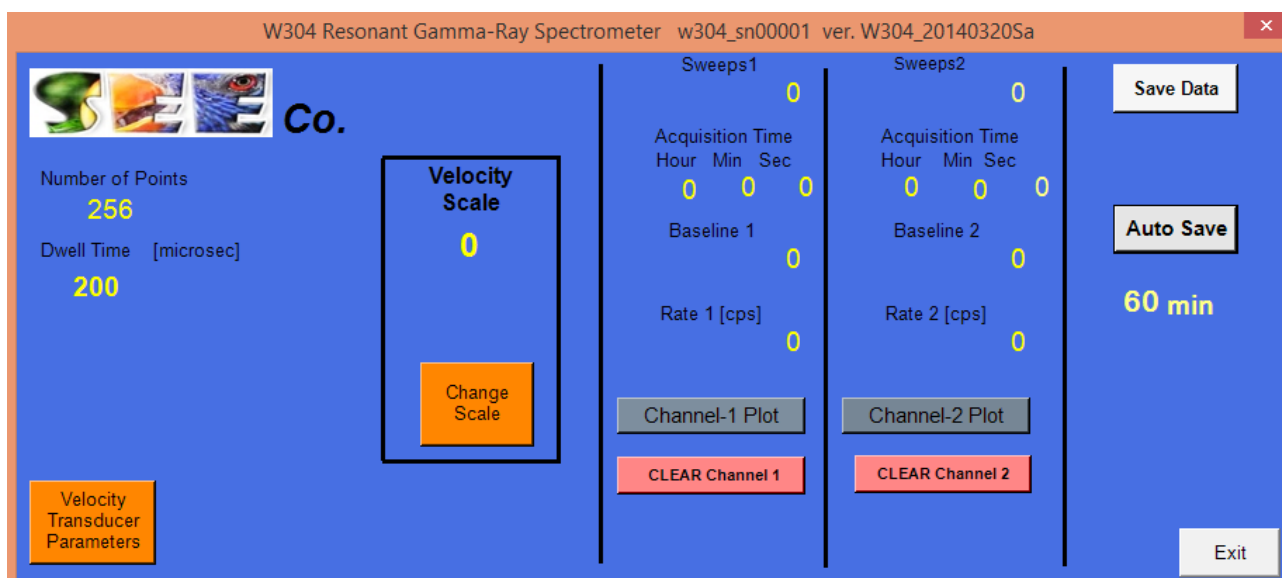 W304 Resonant Gamma-Ray Spectrometer w304_sn00001 ver. W304_20140320Sa
SEE Co.
Number of Points
256
Dwell Time [microsec]
200
Velocity
Transducer
Parameters
Velocity
Scale
0
Change
Scale
Sweeps1
0
Acquisition Time
Hour Min Sec
0 0 0
Baseline 1
0
Rate 1 [cps]
0
Channel-1 Plot
CLEAR Channel 1
Sweeps2
0
Acquisition Time
Hour Min Sec
0 0 0
Baseline 2
0
Rate 2 [cps]
0
Channel-2 Plot
CLEAR Channel 2
Save Data
Auto Save
60 min
Exit